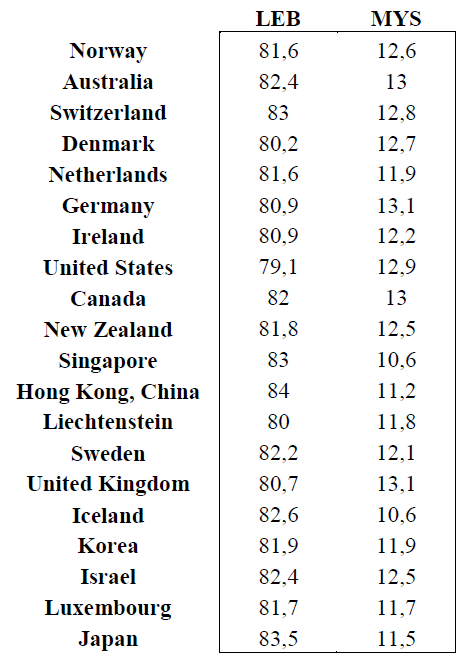 LEB MYS
Norway 81,6 12,6
Australia 82,4 13
Switzerland 83 12,8
Denmark 80,2 12,7
Netherlands 81,6 11,9
Germany 80,9 13,1
Ireland 80,9 12,2
United States 79,1 12,9
Canada 82 13
New Zealand 81,8 12,5
Singapore 83 10,6
Hong Kong, China 84 11,2
Liechtenstein 80 11,8
Sweden 82,2 12,1
United Kingdom 80,7 13,1
Iceland 82,6 10,6
Korea 81,9 11,9
Israel 82,4 12,5
Luxembourg 81,7 11,7
Japan 83,5 11,5